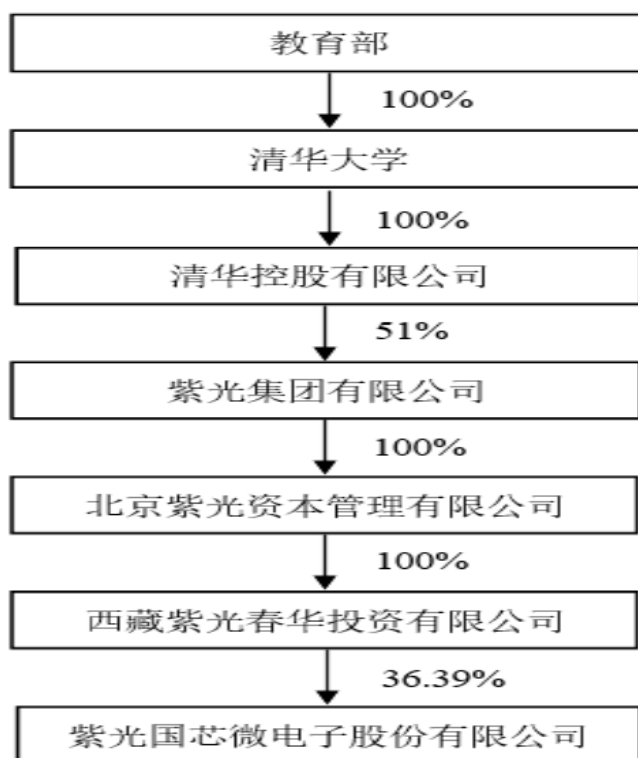 教育部
100%
清华大学
100%
清华控股有限公司
51%
紫光集团有限公司
100%
北京紫光资本管理有限公司
100%
西藏紫光春华投资有限公司
36.39%
紫光国芯微电子股份有限公司